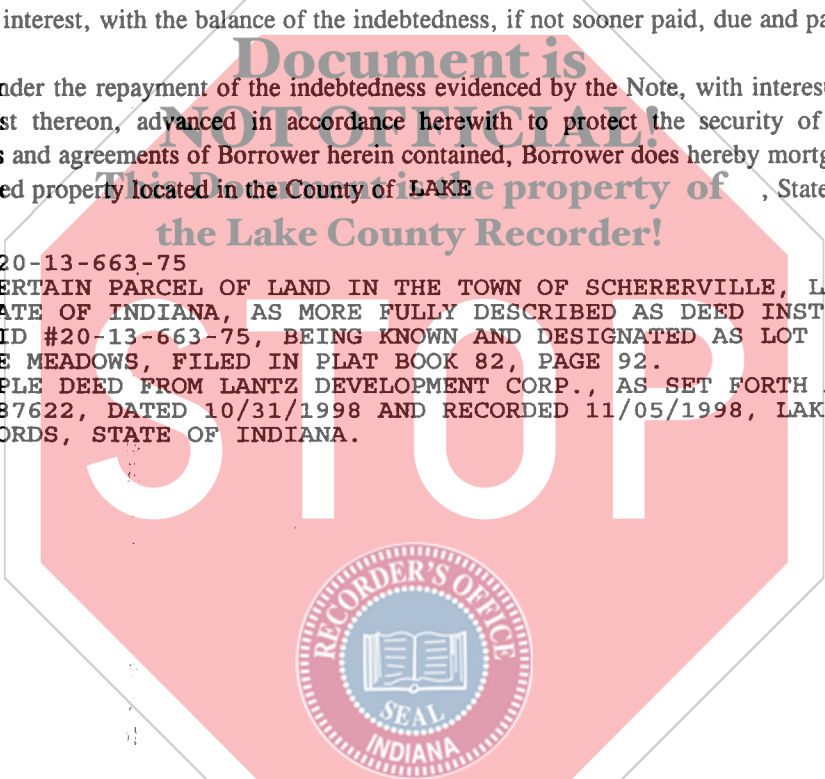 interest, with the balance of the indebtedness, if not sooner paid, due and pa
Document is
nder the repayment of the indebtedness evidenced by the Note, with interes
NOT OFFICIAL!
st thereon, advanced in accordance herewith to protect the security of
s and agreements of Borrower herein contained, Borrower does hereby mortg
This Document is the property of
ed property located in the County of LAKE , State
the Lake County Recorder!
20-13-663-75
ERTAIN PARCEL OF LAND IN THE TOWN OF SCHERERVILLE, L
ATE OF INDIANA, AS MORE FULLY DESCRIBED AS DEED INST
ID #20-13-663-75, BEING KNOWN AND DESIGNATED AS LOT
E MEADOWS, FILED IN PLAT BOOK 82, PAGE 92.
PLE DEED FROM LANTZ DEVELOPMENT CORP., AS SET FORTH
87622, DATED 10/31/1998 AND RECORDED 11/05/1998, LAK
ORDS, STATE OF INDIANA.
STOP
RECORDER'S OFFICE
SEAL
INDIANA